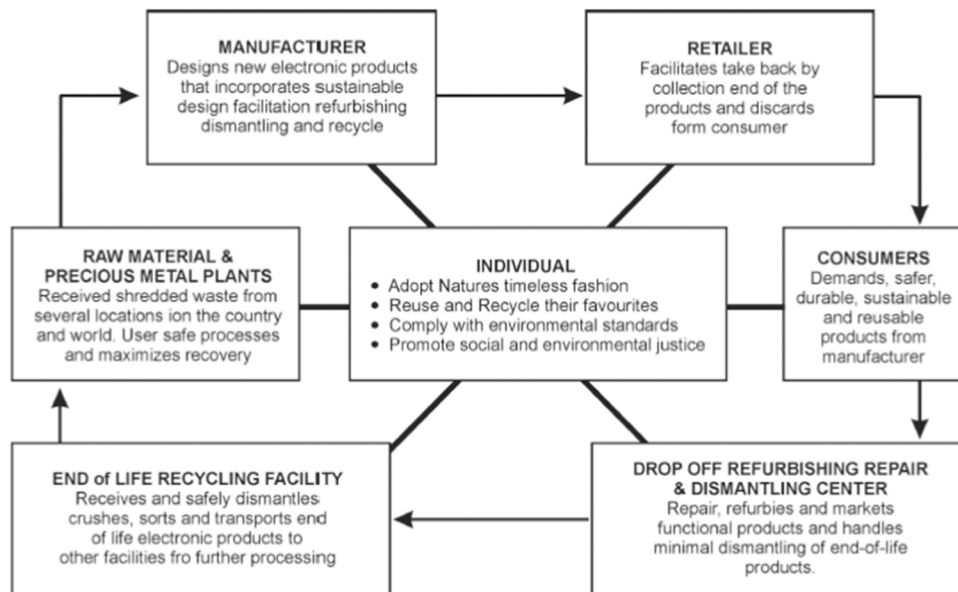 MANUFACTURER
Designs new electronic products
that incorporates sustainable
design facilitation refurbishing
dismantling and recycle
RETAILER
Facilitates take back by
collection end of the
products and discards
form consumer
RAW MATERIAL &
PRECIOUS METAL PLANTS
Received shredded waste from
several locations ion the country
and world. User safe processes
and maximizes recovery
INDIVIDUAL
• Adopt Natures timeless fashion
• Reuse and Recycle their favourites
• Comply with environmental standards
• Promote social and environmental justice
CONSUMERS
Demands, safer,
durable, sustainable
and reusable
products from
manufacturer
END of LIFE RECYCLING FACILITY
Receives and safely dismantles
crushes, sorts and transports end
of life electronic products to
other facilities fro further processing
DROP OFF REFURBISHING REPAIR
& DISMANTLING CENTER
Repair, refurbies and markets
functional products and handles
minimal dismantling of end-of-life
products.